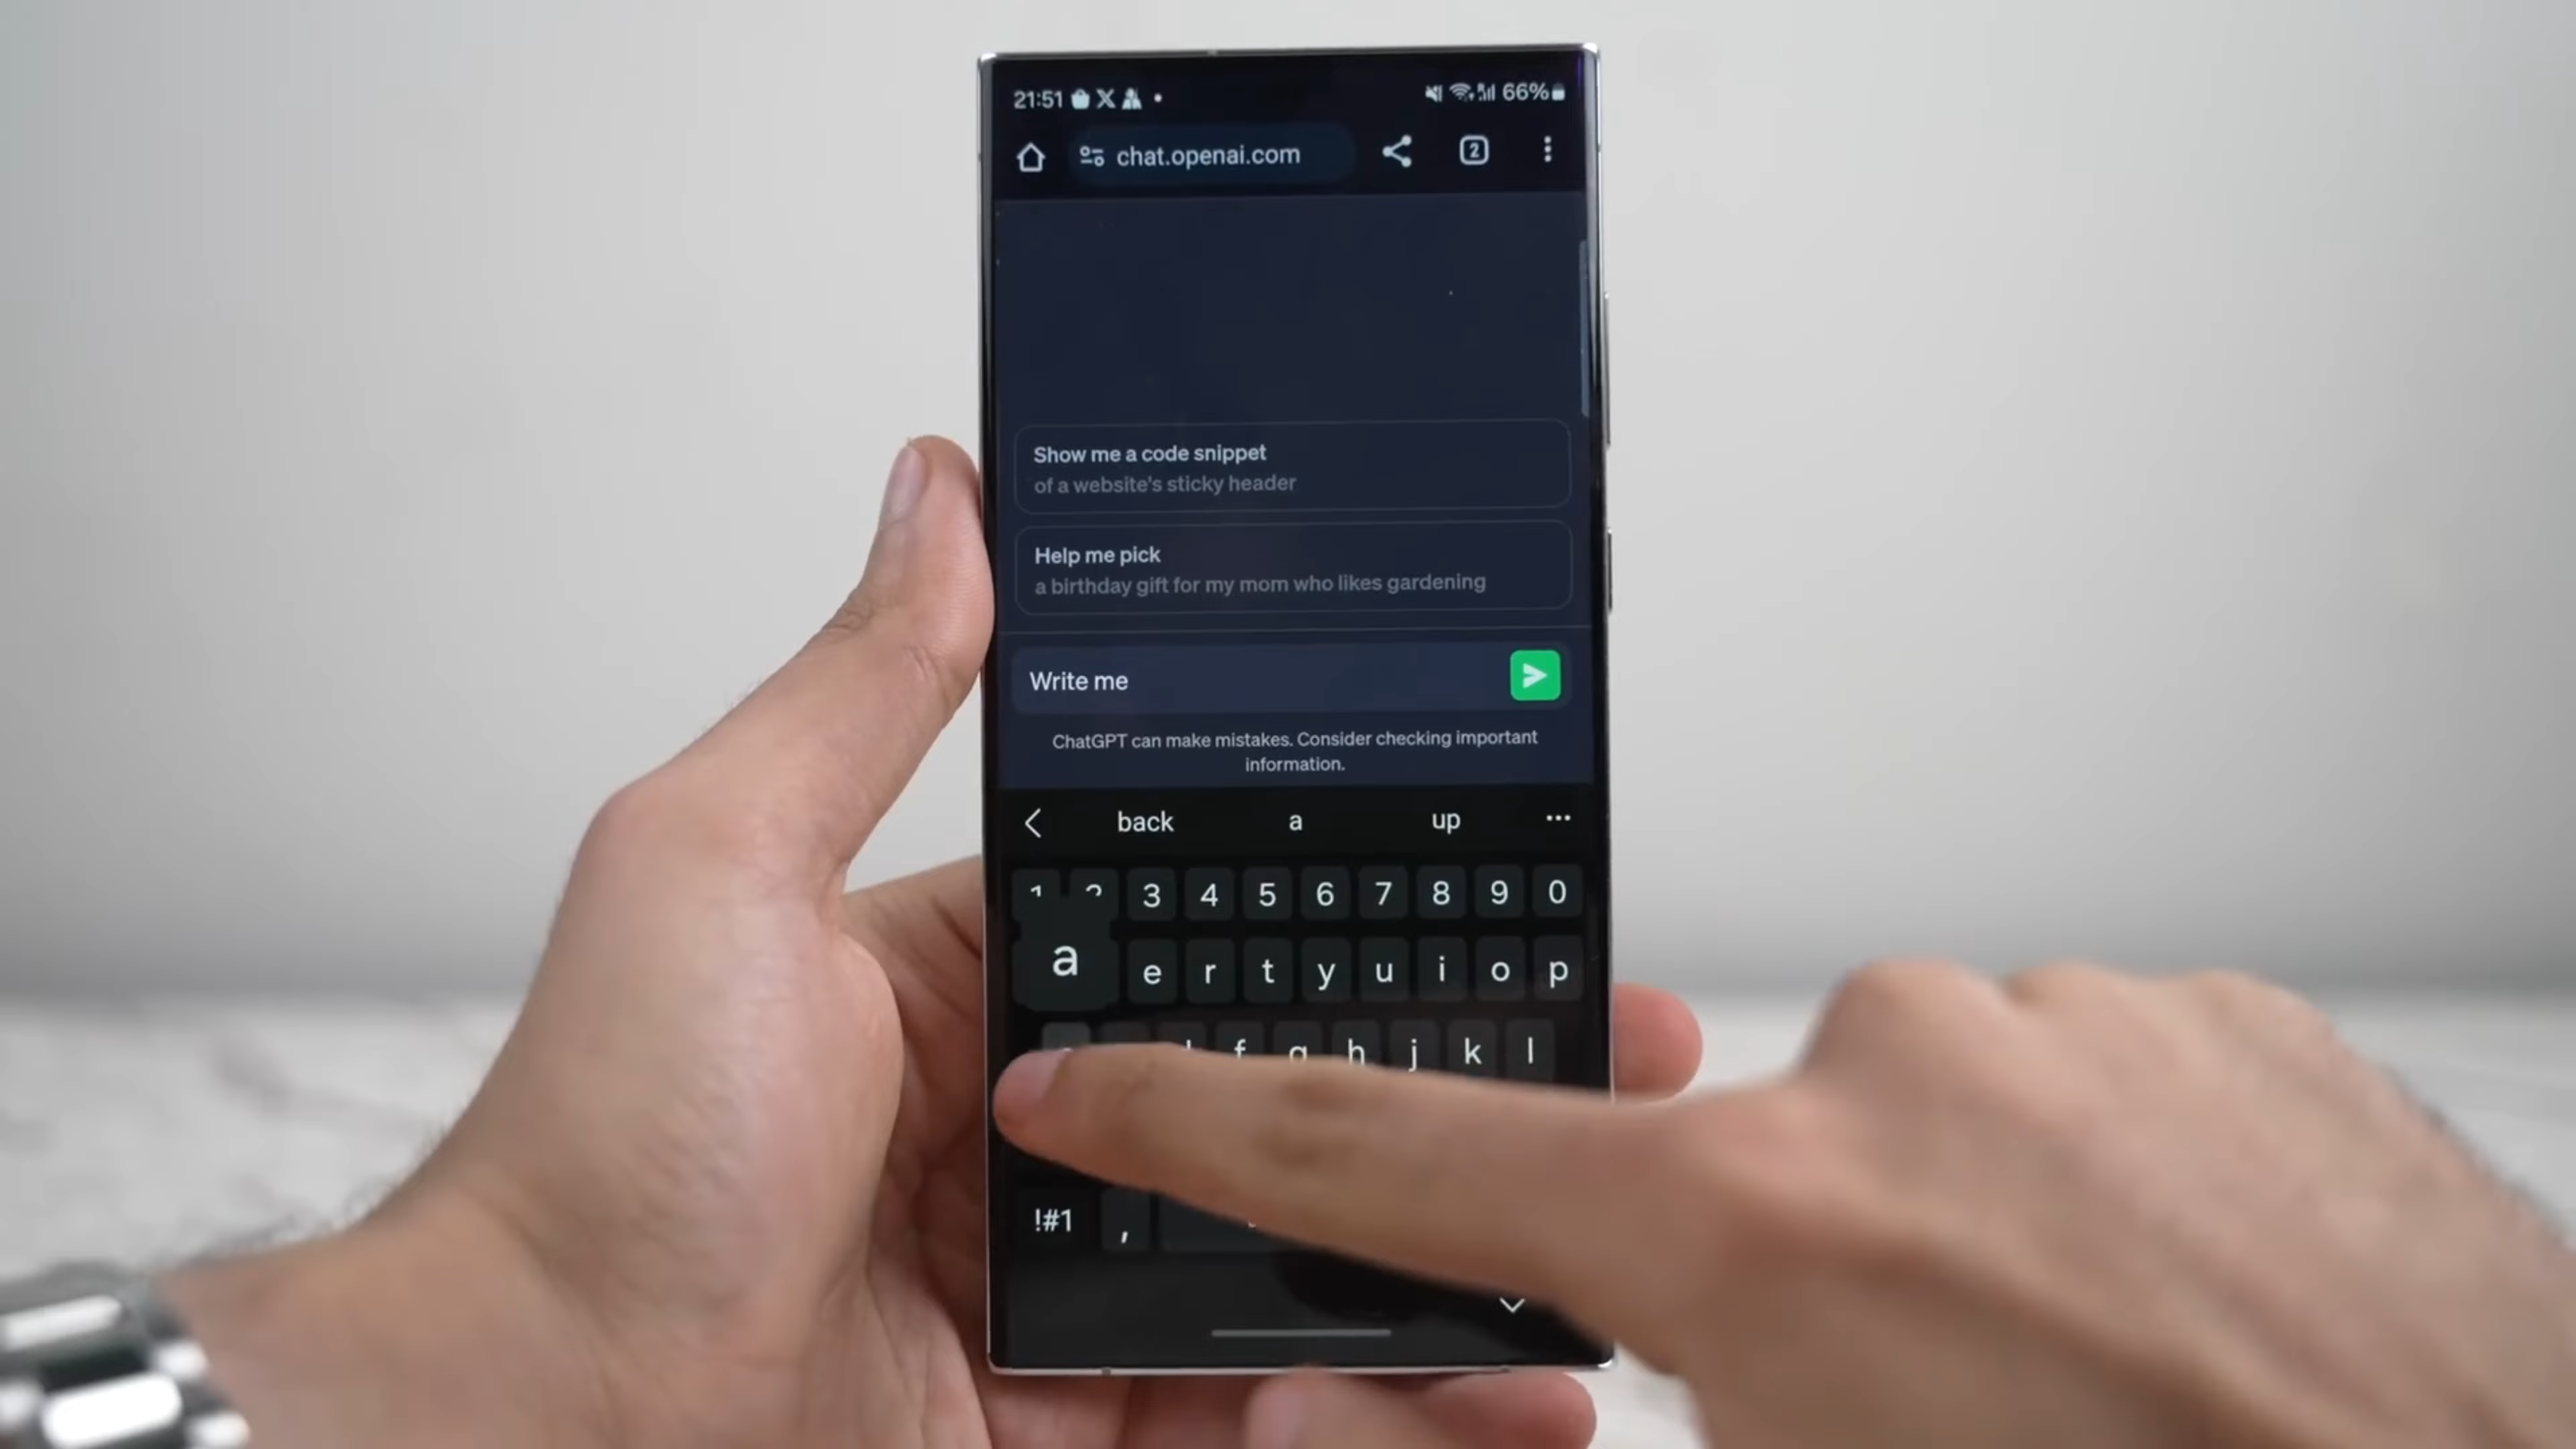 21:51 66%
chat.openai.com 2
Show me a code snippet
of a website's sticky header
Help me pick
a birthday gift for my mom who likes gardening
Write me
ChatGPT can make mistakes. Consider checking important
information.
back a up
3 4 5 6 7 8 9 0
a e r t y u i o p
f g h j k l
!#1 ,